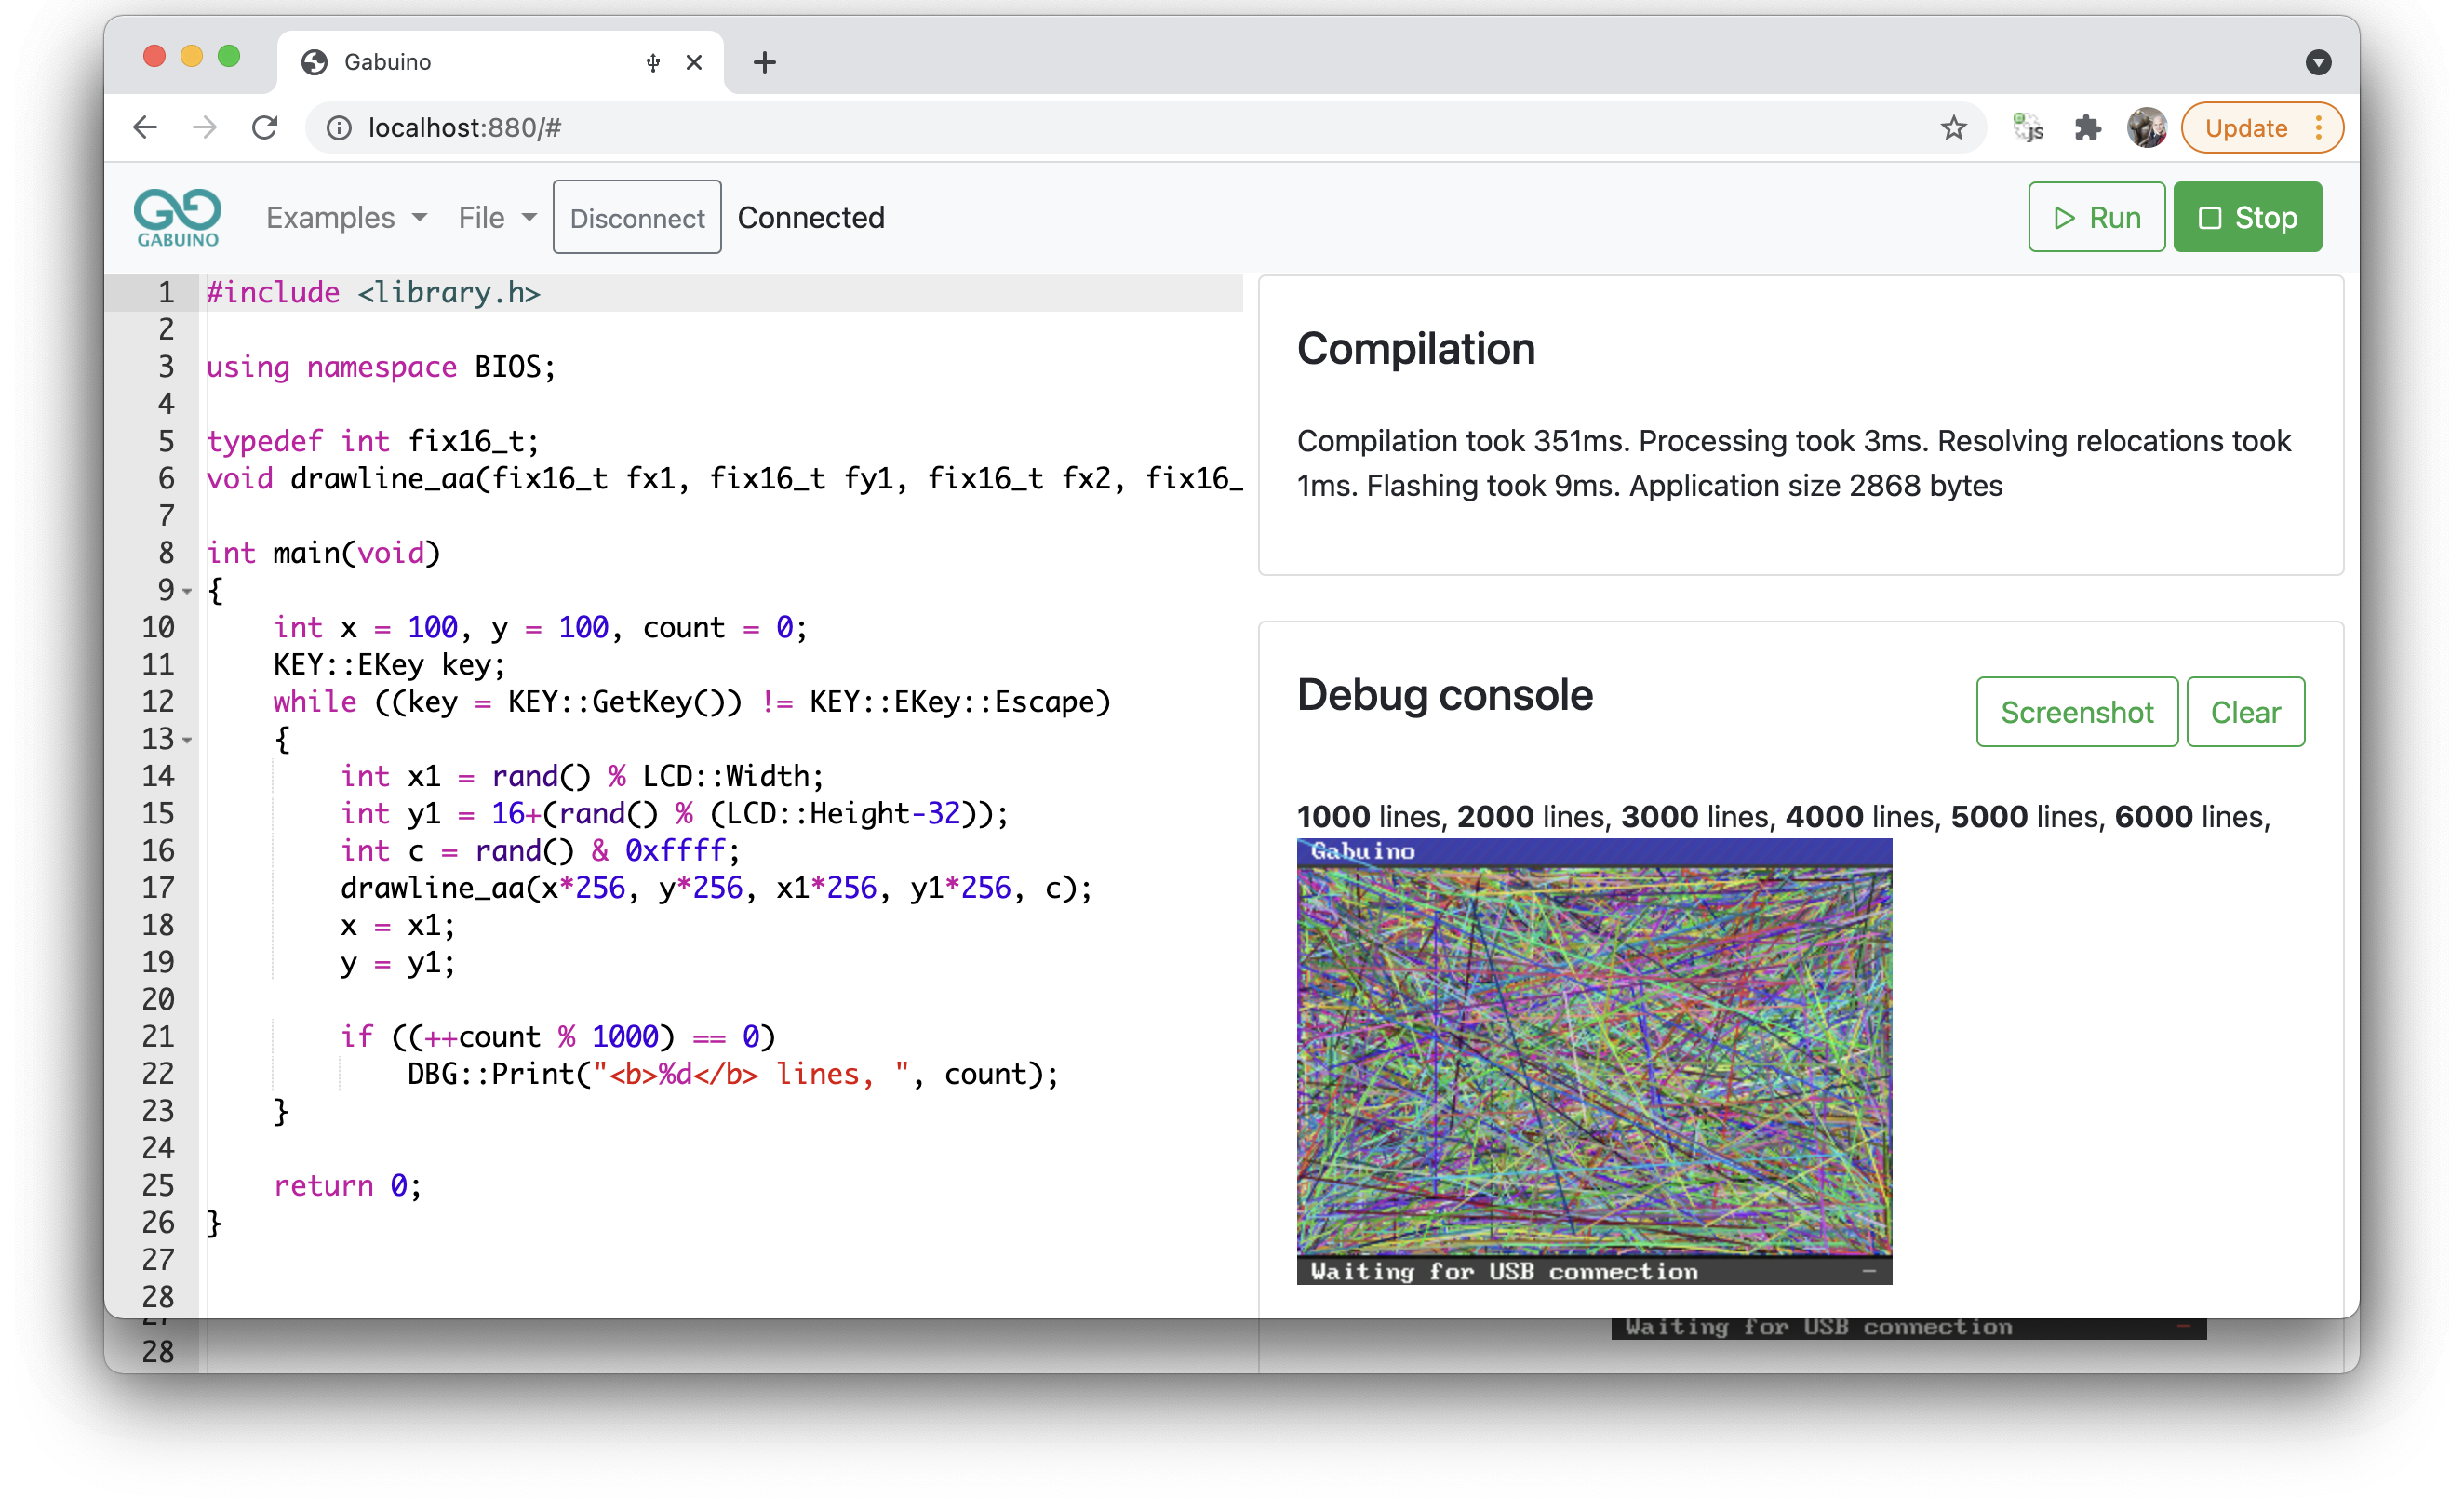 Gabuino
localhost:880/#
js
Update
GABUINO
Examples
File
Disconnect
Connected
Run
Stop
1 #include <library.h>
2
3 using namespace BIOS;
4
5 typedef int fix16_t;
6 void drawline_aa(fix16_t fx1, fix16_t fy1, fix16_t fx2, fix16_
7
8 int main(void)
9 {
10 int x = 100, y = 100, count = 0;
11 KEY::EKey key;
12 while ((key = KEY::GetKey()) != KEY::EKey::Escape)
13 {
14 int x1 = rand() % LCD::Width;
15 int y1 = 16+(rand() % (LCD::Height-32));
16 int c = rand() & 0xffff;
17 drawline_aa(x*256, y*256, x1*256, y1*256, c);
18 x = x1;
19 y = y1;
20
21 if ((++count % 1000) == 0)
22 DBG::Print("<b>%d</b> lines, ", count);
23 }
24
25 return 0;
26 }
27
28
28
Compilation
Compilation took 351ms. Processing took 3ms. Resolving relocations took
1ms. Flashing took 9ms. Application size 2868 bytes
Debug console
Screenshot
Clear
1000 lines, 2000 lines, 3000 lines, 4000 lines, 5000 lines, 6000 lines,
Gabuino
Waiting for USB connection
Waiting for USB connection